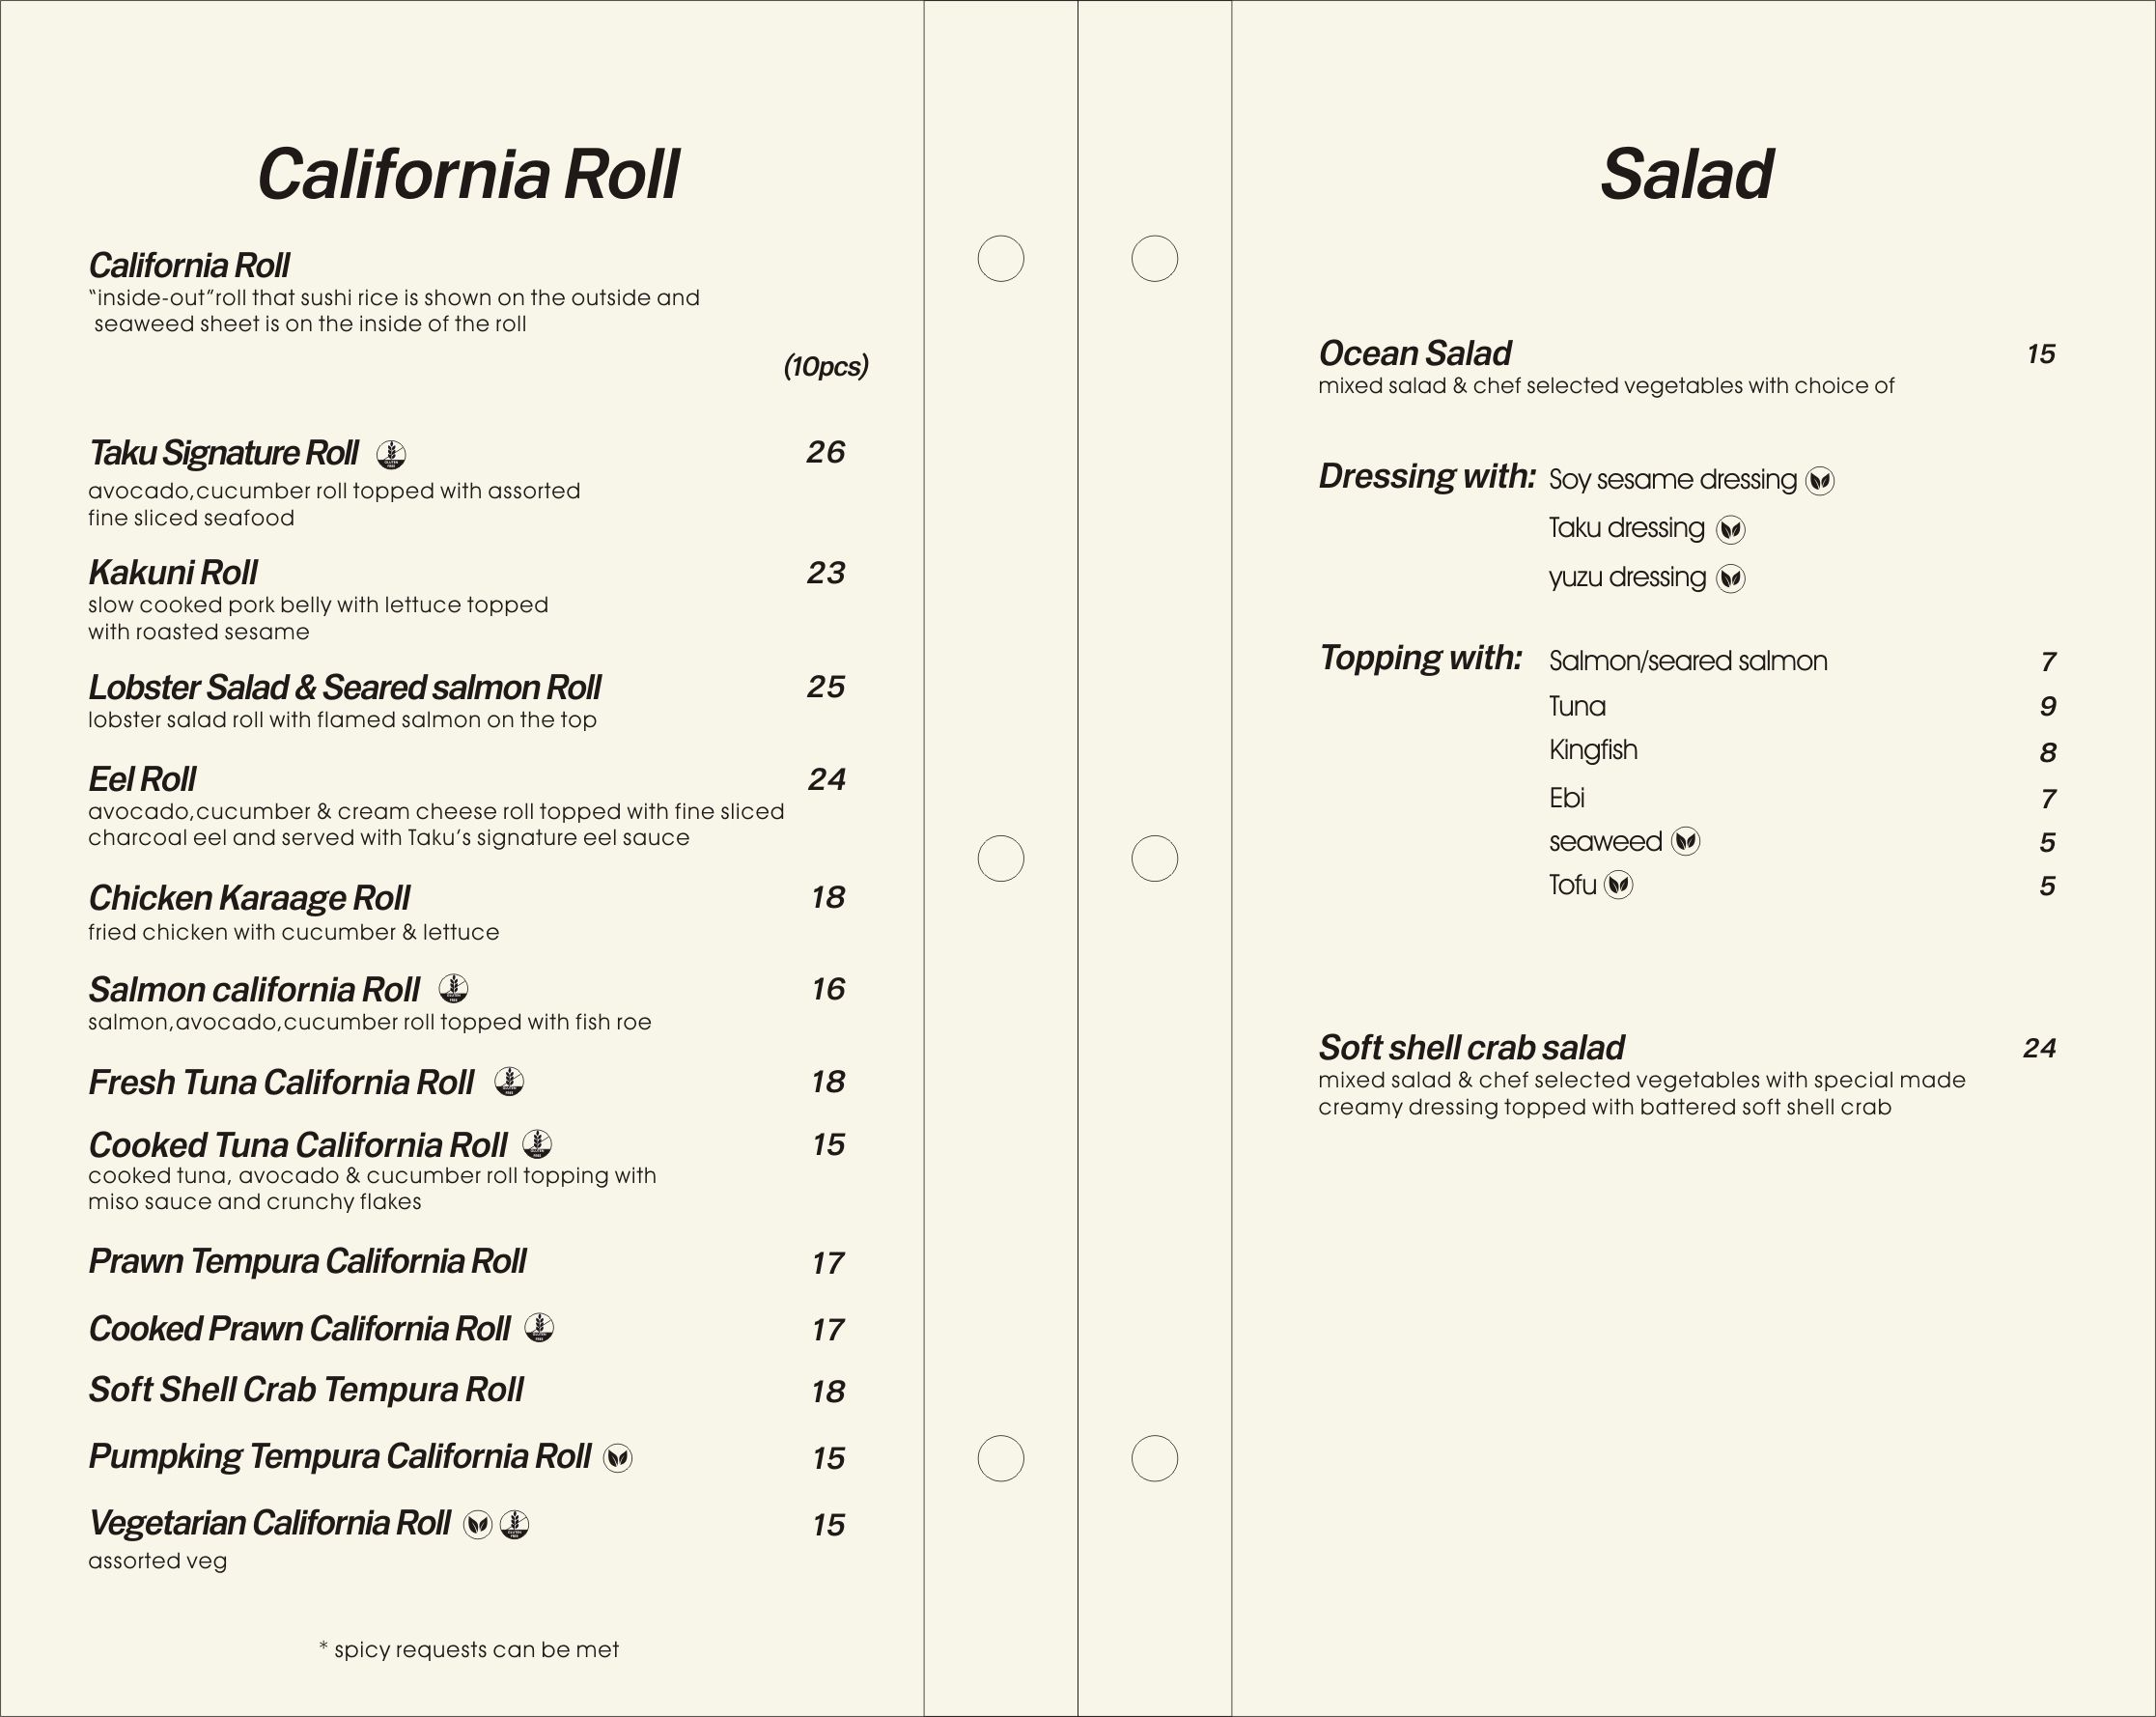 California Roll
California Roll
“inside-out”roll that sushi rice is shown on the outside and
seaweed sheet is on the inside of the roll
(10pcs)
Taku Signature Roll 26
avocado,cucumber roll topped with assorted
fine sliced seafood
Kakuni Roll 23
slow cooked pork belly with lettuce topped
with roasted sesame
Lobster Salad & Seared salmon Roll 25
lobster salad roll with flamed salmon on the top
Eel Roll 24
avocado,cucumber & cream cheese roll topped with fine sliced
charcoal eel and served with Taku’s signature eel sauce
Chicken Karaage Roll 18
fried chicken with cucumber & lettuce
Salmon california Roll 16
salmon,avocado,cucumber roll topped with fish roe
Fresh Tuna California Roll 18
Cooked Tuna California Roll 15
cooked tuna, avocado & cucumber roll topping with
miso sauce and crunchy flakes
Prawn Tempura California Roll 17
Cooked Prawn California Roll 17
Soft Shell Crab Tempura Roll 18
Pumpking Tempura California Roll 15
Vegetarian California Roll 15
assorted veg
* spicy requests can be met
Salad
Ocean Salad 15
mixed salad & chef selected vegetables with choice of
Dressing with: Soy sesame dressing
Taku dressing
yuzu dressing
Topping with: Salmon/seared salmon 7
Tuna 9
Kingfish 8
Ebi 7
seaweed 5
Tofu 5
Soft shell crab salad 24
mixed salad & chef selected vegetables with special made
creamy dressing topped with battered soft shell crab